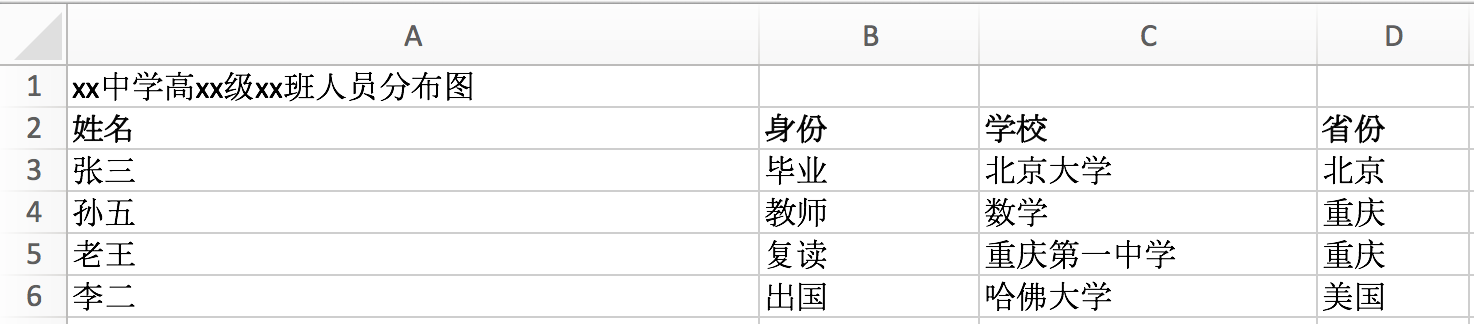 A B C D
1 xx中学高xx级xx班人员分布图
2 姓名 身份 学校 省份
3 张三 毕业 北京大学 北京
4 孙五 教师 数学 重庆
5 老王 复读 重庆第一中学 重庆
6 李二 出国 哈佛大学 美国